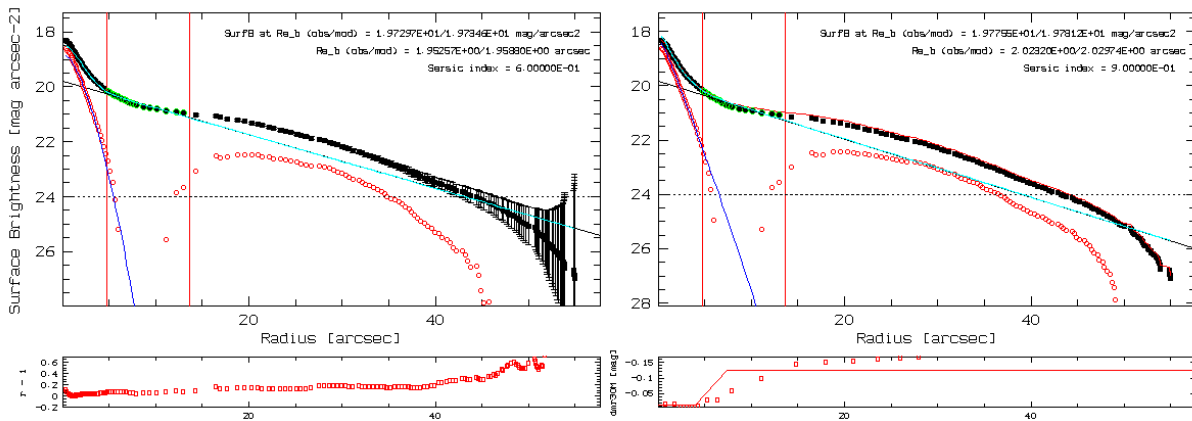 SurfB at Re_b (obs/mod) = 1.97297E+01/1.97346E+01 mag/arcsec2
Re_b (obs/mod) = 1.95257E+00/1.95880E+00 arcsec
Sersic index = 6.00000E-01
18
20
22
24
26
Surface Brightness [mag arcsec-2]
0
20
40
Radius [arcsec]
SurfB at Re_b (obs/mod) = 1.97755E+01/1.97812E+01 mag/arcsec2
Re_b (obs/mod) = 2.02320E+00/2.02974E+00 arcsec
Sersic index = 9.00000E-01
18
20
22
24
26
28
0
20
40
Radius [arcsec]
0.6
0.4
0.2
0
-0.2
r - i
20
40
-0.15
-0.1
-0.05
20
40